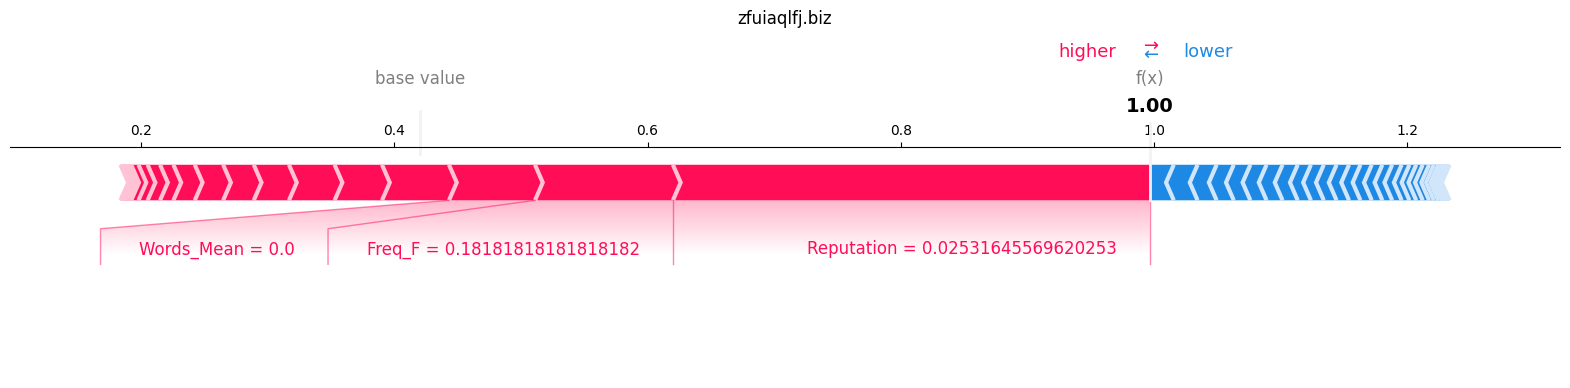 zfuiaqlfj.biz
higher → ← lower
base value f(x)
1.00
0.2 0.4 0.6 0.8 1.0 1.2
Words_Mean = 0.0 Freq_F = 0.18181818181818182 Reputation = 0.02531645569620253